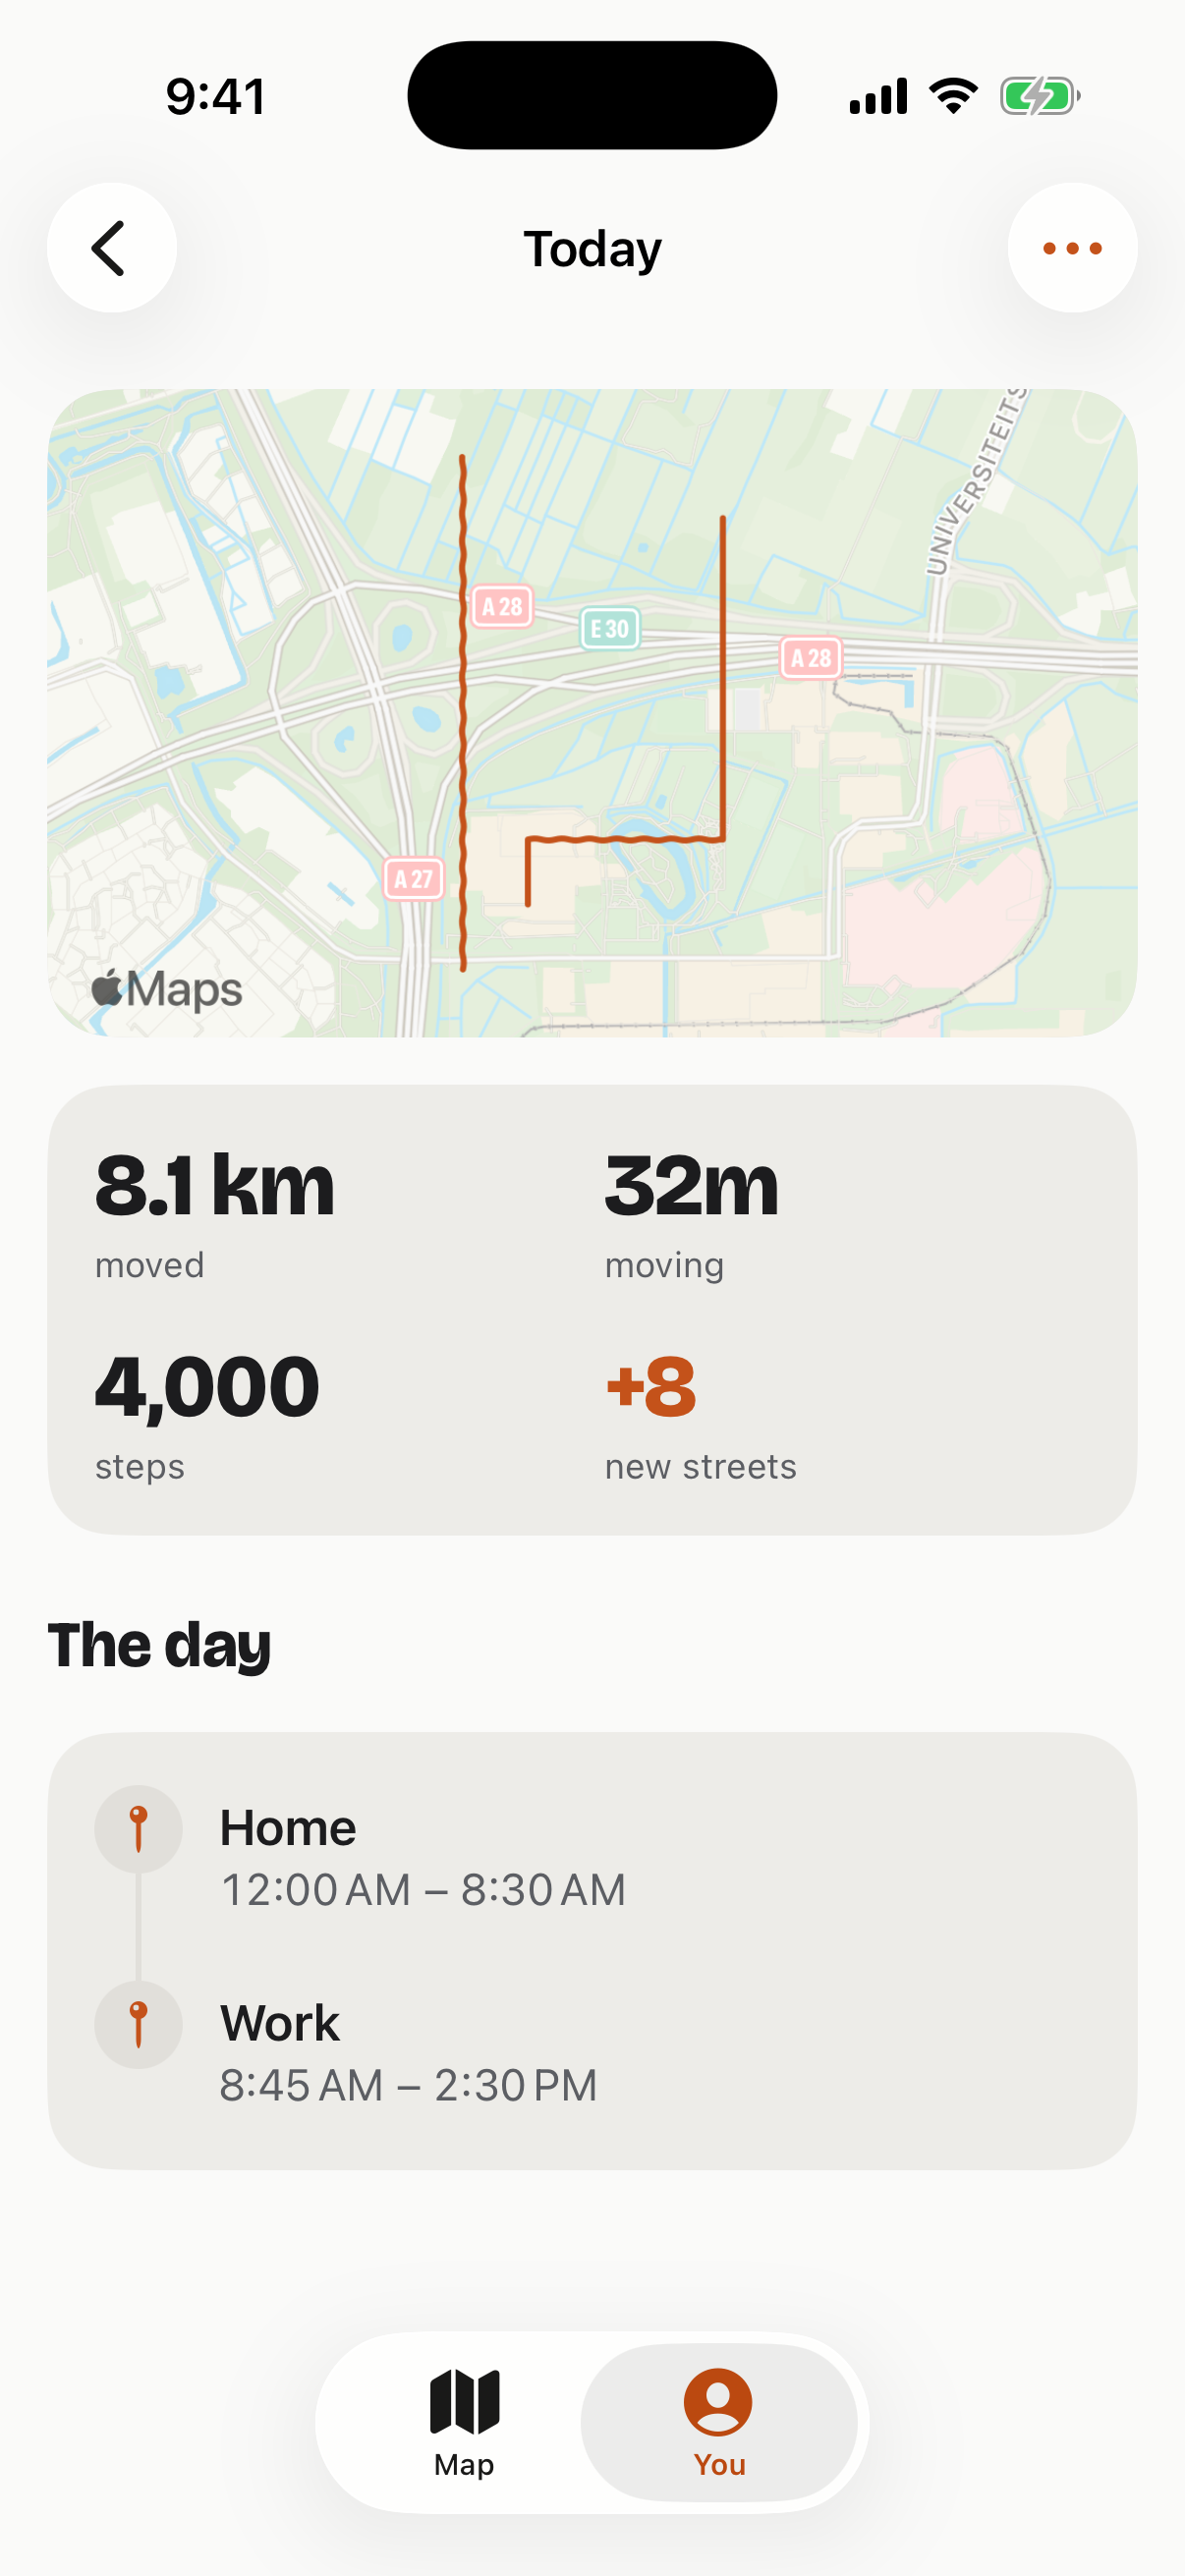 9:41
Today
UNIVERSITEITS
A 28
E 30
A 28
A 27
Maps
8.1 km
32m
moved
moving
4,000
+8
steps
new streets
The day
Home
12:00 AM – 8:30 AM
Work
8:45 AM – 2:30 PM
Map
You